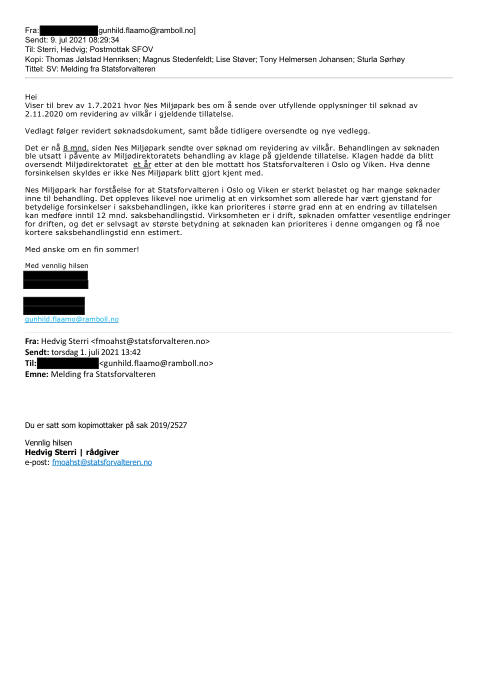 Fra: gunhild.flaamo@ramboll.no]
Sendt: 9. jul 2021 08:29:34
Til: Sterri, Hedvig; Postmottak SFOV
Kopi: Thomas Jølstad Henriksen; Magnus Stedenfeldt; Lise Støver; Tony Helmersen Johansen; Sturla Sørhøy
Tittel: SV: Melding fra Statsforvalteren
Hei
Viser til brev av 1.7.2021 hvor Nes Miljøpark bes om å sende over utfyllende opplysninger til søknad av
2.11.2020 om revidering av vilkår i gjeldende tillatelse.
Vedlagt følger revidert søknadsdokument, samt både tidligere oversendte og nye vedlegg.
Det er nå 8 mnd. siden Nes Miljøpark sendte over søknad om revidering av vilkår. Behandlingen av søknaden
ble utsatt i påvente av Miljødirektoratets behandling av klage på gjeldende tillatelse. Klagen hadde da blitt
oversendt Miljødirektoratet et år etter at den ble mottatt hos Statsforvalteren i Oslo og Viken. Hva denne
forsinkelsen skyldes er ikke Nes Miljøpark blitt gjort kjent med.
Nes Miljøpark har forståelse for at Statsforvalteren i Oslo og Viken er sterkt belastet og har mange søknader
inne til behandling. Det oppleves likevel noe urimelig at en virksomhet som allerede har vært gjenstand for
betydelige forsinkelser i saksbehandlingen, ikke kan prioriteres i større grad enn at en endring av tillatelsen
kan medføre inntil 12 mnd. saksbehandlingstid. Virksomheten er i drift, søknaden omfatter vesentlige endringer
for driften, og det er selvsagt av største betydning at søknaden kan prioriteres i denne omgangen og få noe
kortere saksbehandlingstid enn estimert.
Med ønske om en fin sommer!
Med vennlig hilsen
gunhild.flaamo@ramboll.no
Fra: Hedvig Sterri <fmoahst@statsforvalteren.no>
Sendt: torsdag 1. juli 2021 13:42
Til: <gunhild.flaamo@ramboll.no>
Emne: Melding fra Statsforvalteren
Du er satt som kopimottaker på sak 2019/2527
Vennlig hilsen
Hedvig Sterri | rådgiver
e-post: fmoahst@statsforvalteren.no